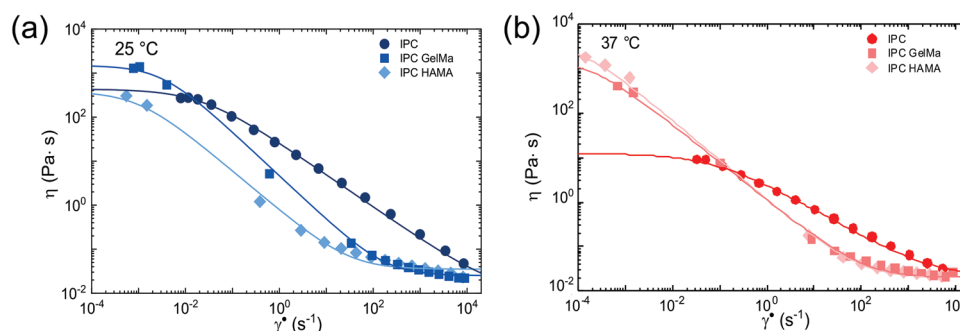 (a)
25 °C
IPC
IPC GelMa
IPC HAMA
η (Pa· s)
10⁴
10²
10⁰
10⁻²
10⁻⁴ 10⁻² 10⁰ 10² 10⁴
γ• (s⁻¹)
(b)
37 °C
IPC
IPC GelMa
IPC HAMA
η (Pa· s)
10⁴
10²
10⁰
10⁻²
10⁻⁴ 10⁻² 10⁰ 10² 10⁴
γ• (s⁻¹)